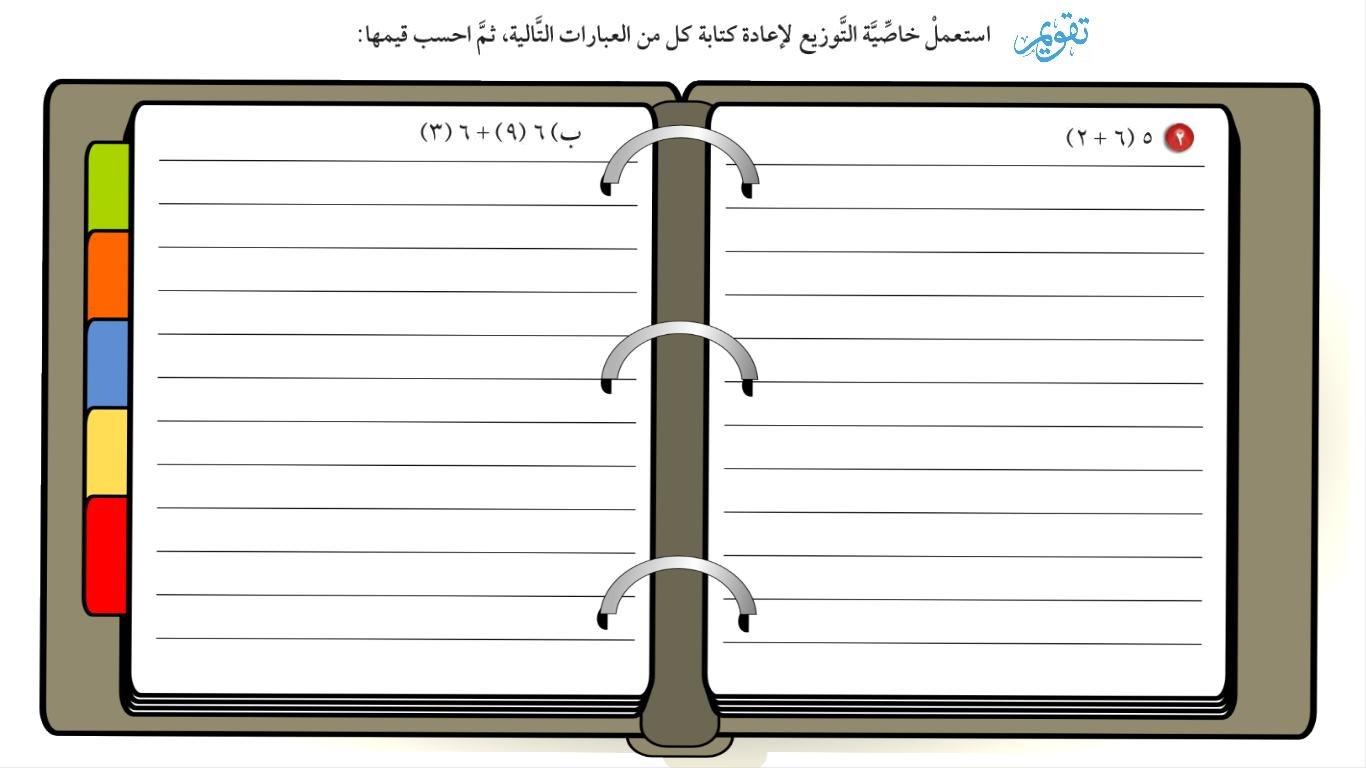 تقويم
استعملْ خاصِّيَّة التَّوزيع لإعادة كتابة كل من العبارات التَّالية، ثمَّ احسب قيمها:
٢ ٥ (٦ + ٢)
ب) ٦ (٩) + ٦ (٣)